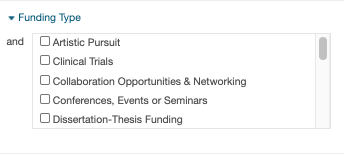 Funding Type
and
Artistic Pursuit
Clinical Trials
Collaboration Opportunities & Networking
Conferences, Events or Seminars
Dissertation-Thesis Funding